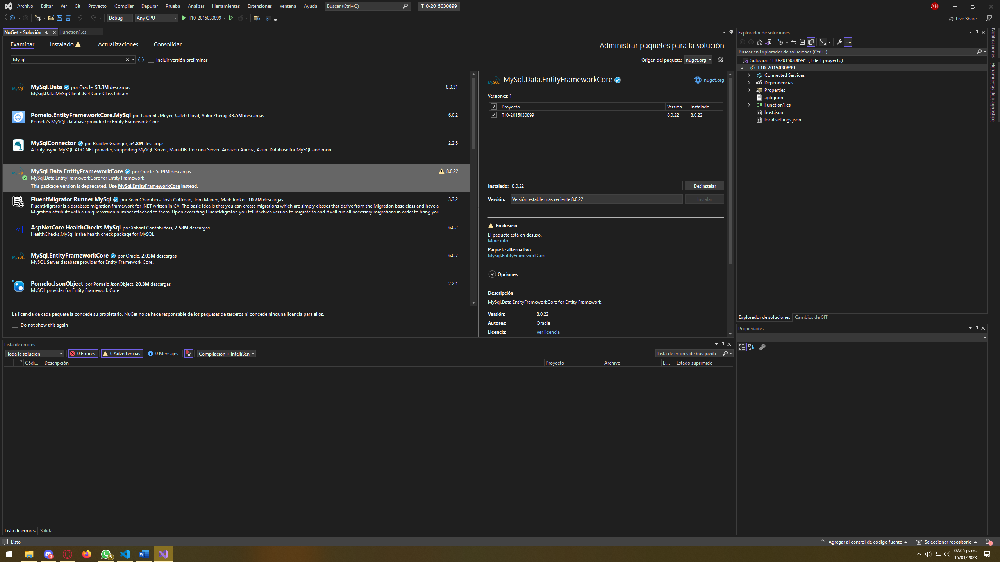 Archivo Editar Ver Git Proyecto Compilar Depurar Prueba Analizar Herramientas Extensiones Ventana Ayuda Buscar (Ctrl+Q) T10-2015030899 AH
Debug Any CPU T10_2015030899 Live Share
NuGet - Solución Function1.cs
Examinar Instalado Actualizaciones Consolidar Administrar paquetes para la solución
Mysql Incluir versión preliminar Origen del paquete: nuget.org
MySql.Data por Oracle, 53.3M descargas 8.0.31
MySql.Data.MySqlClient .Net Core Class Library
Pomelo.EntityFrameworkCore.MySql por Laurents Meyer, Caleb Lloyd, Yuko Zheng, 33.5M descargas 6.0.2
Pomelo's MySQL database provider for Entity Framework Core.
MySqlConnector por Bradley Grainger, 54.8M descargas 2.2.5
A truly async MySQL ADO.NET provider, supporting MySQL Server, MariaDB, Percona Server, Amazon Aurora, Azure Database for MySQL and more.
MySql.Data.EntityFrameworkCore por Oracle, 5.19M descargas 8.0.22
MySql.Data.EntityFrameworkCore for Entity Framework.
This package version is deprecated. Use MySql.EntityFrameworkCore instead.
FluentMigrator.Runner.MySql por Sean Chambers, Josh Coffman, Tom Marien, Mark Junker, 10.7M descargas 3.3.2
FluentMigrator is a database migration framework for .NET written in C#. The basic idea is that you can create migrations which are simply classes that derive from the Migration base class and have a
Migration attribute with a unique version number attached to them. Upon executing FluentMigrator, you tell it which version to migrate to and it will run all necessary migrations in order to bring you...
AspNetCore.HealthChecks.MySql por Xabaril Contributors, 2.58M descargas 6.0.2
HealthChecks.MySql is the health check package for MySQL.
MySql.EntityFrameworkCore por Oracle, 2.03M descargas 6.0.7
MySQL Server database provider for Entity Framework Core.
Pomelo.JsonObject por Pomelo.JsonObject, 20.3M descargas 2.2.1
MySQL provider for Entity Framework Core
La licencia de cada paquete la concede su propietario. NuGet no se hace responsable de los paquetes de terceros ni concede ninguna licencia para ellos.
Do not show this again
MySQL MySql.Data.EntityFrameworkCore nuget.org
Versiones: 1
Proyecto Versión Instalado
T10-2015030899 8.0.22 8.0.22
Instalado: 8.0.22 Desinstalar
Versión: Versión estable más reciente 8.0.22 Instalar
En desuso
El paquete está en desuso.
More info
Paquete alternativo
MySql.EntityFrameworkCore
Opciones
Descripción
MySql.Data.EntityFrameworkCore for Entity Framework.
Versión: 8.0.22
Autores: Oracle
Licencia: Ver licencia
Explorador de soluciones
Buscar en Explorador de soluciones (Ctrl+;)
Solución "T10-2015030899" (1 de 1 proyecto)
T10-2015030899
Connected Services
Dependencias
Properties
.gitignore
C# Function1.cs
host.json
local.settings.json
Explorador de soluciones Cambios de GIT
Propiedades
Notificaciones
Herramientas de diagnóstico
Lista de errores
Toda la solución 0 Errores 0 Advertencias 0 Mensajes Compilación + IntelliSen Lista de errores de búsqueda
Códi... Descripción Proyecto Archivo Lí... Estado suprimido
Lista de errores Salida
Listo Agregar al control de código fuente Seleccionar repositorio 1
9 5 07:05 p. m.
15/01/2023